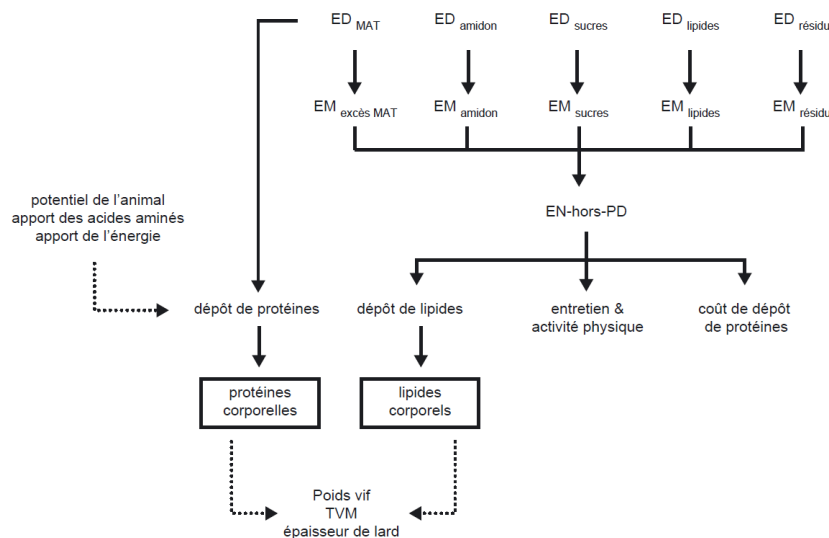 ED MAT ED amidon ED sucres ED lipides ED résidu
EM excès MAT EM amidon EM sucres EM lipides EM résidu
potentiel de l'animal
apport des acides aminés
apport de l'énergie
EN-hors-PD
dépôt de protéines
dépôt de lipides
entretien &
activité physique
coût de dépôt
de protéines
protéines
corporelles
lipides
corporels
Poids vif
TVM
épaisseur de lard